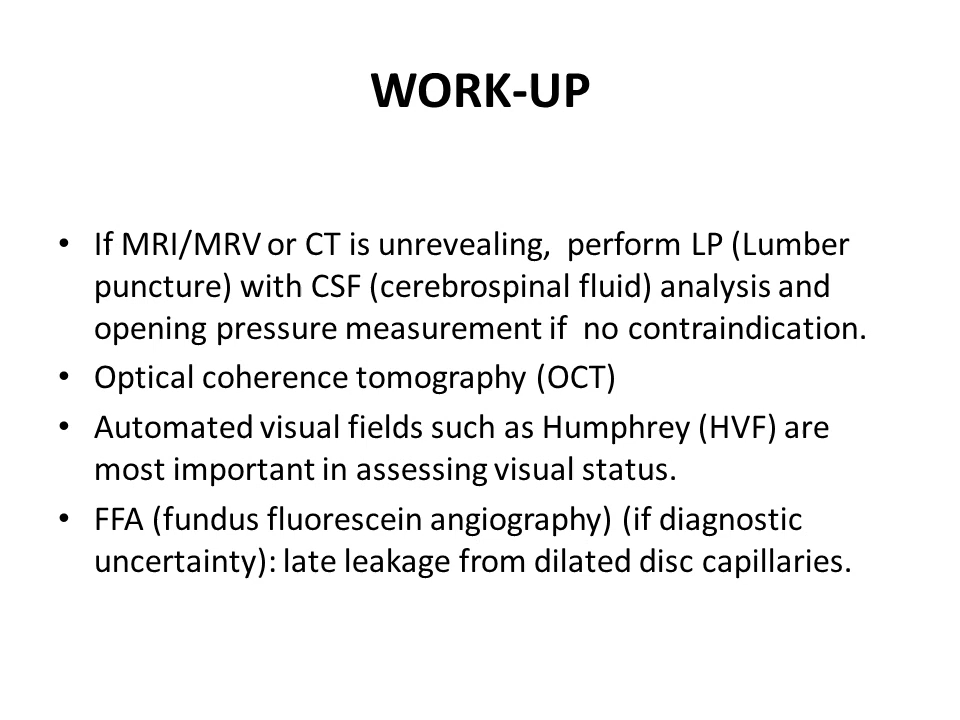 WORK-UP
• If MRI/MRV or CT is unrevealing,  perform LP (Lumber
puncture) with CSF (cerebrospinal fluid) analysis and
opening pressure measurement if  no contraindication.
• Optical coherence tomography (OCT)
• Automated visual fields such as Humphrey (HVF) are
most important in assessing visual status.
• FFA (fundus fluorescein angiography) (if diagnostic
uncertainty): late leakage from dilated disc capillaries.